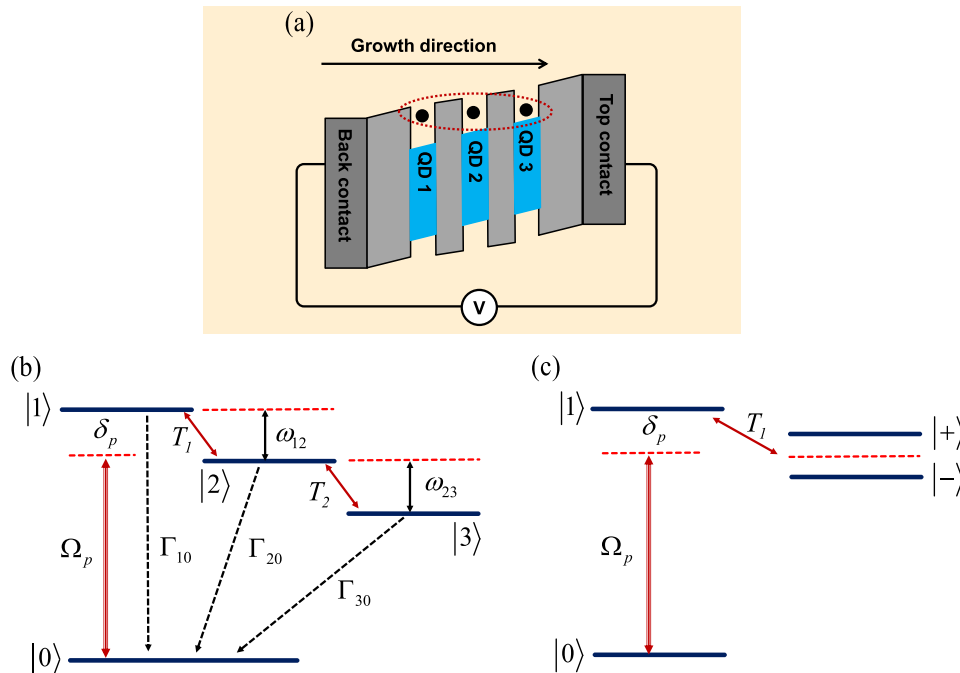 (a)
Growth direction
Back contact
QD 1
QD 2
QD 3
Top contact
V
(b)
|1⟩
δp
T1
ω12
|2⟩
T2
ω23
|3⟩
Ωp
Γ10
Γ20
Γ30
|0⟩
(c)
|1⟩
δp
T1
|+⟩
|−⟩
Ωp
|0⟩